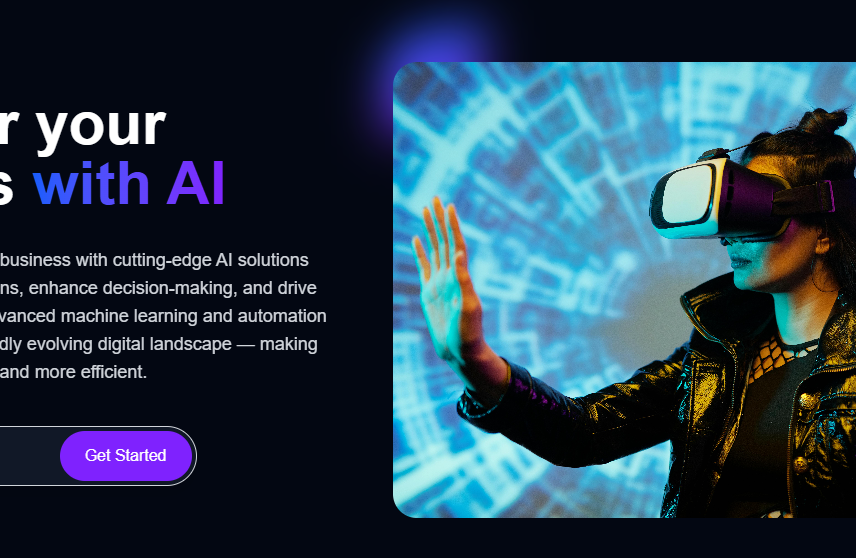 r your
s with AI
business with cutting-edge AI solutions
ns, enhance decision-making, and drive
vanced machine learning and automation
dly evolving digital landscape — making
and more efficient.
Get Started